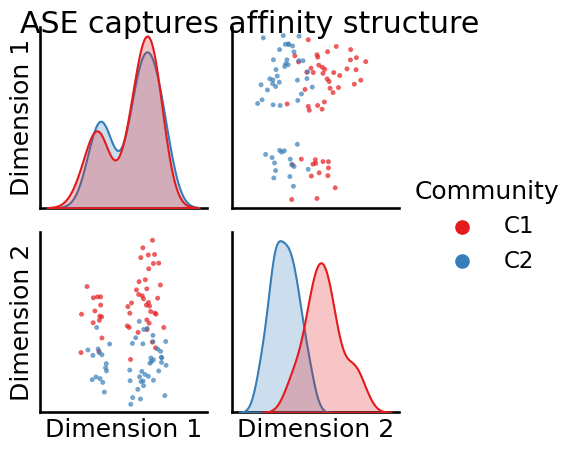 ASE captures affinity structure
Dimension 1
Community
C1
C2
Dimension 2
Dimension 1
Dimension 2